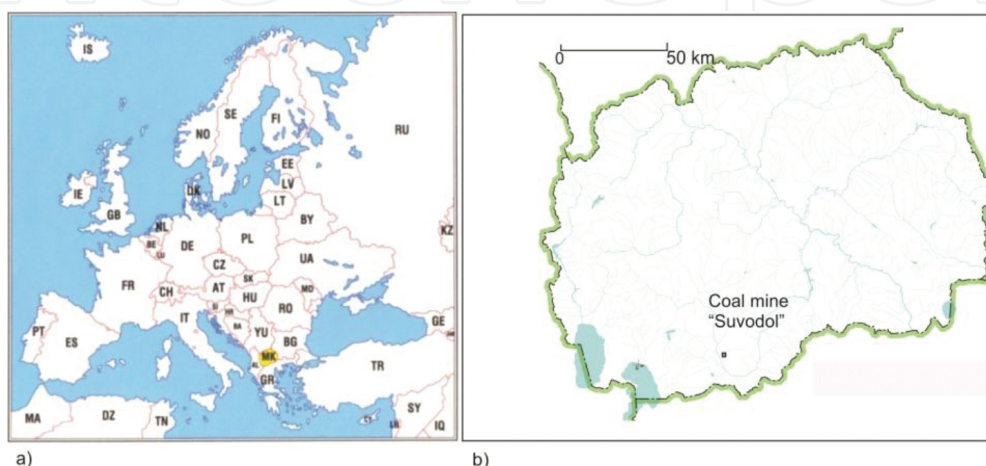 IS
SE
FI
NO
RU
EE
LV
LT
DK
IE
GB
NL
BY
BE
DE
PL
KZ
LU
CZ
UA
FR
SK
MD
CH
AT
HU
RO
SI
HR
IT
BA
YU
GE
PT
ES
BG
MK
AL
TR
GR
MA
DZ
TN
CY
SY
IQ
a)
0 50 km
Coal mine
"Suvodol"
b)